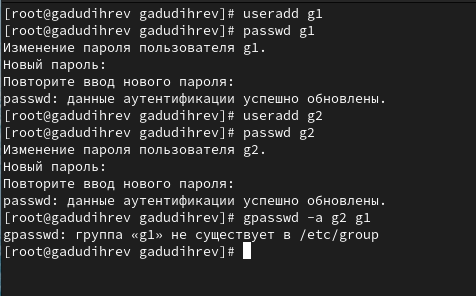 [root@gadudihrev gadudihrev]# useradd g1
[root@gadudihrev gadudihrev]# passwd g1
Изменение пароля пользователя g1.
Новый пароль:
Повторите ввод нового пароля:
passwd: данные аутентификации успешно обновлены.
[root@gadudihrev gadudihrev]# useradd g2
[root@gadudihrev gadudihrev]# passwd g2
Изменение пароля пользователя g2.
Новый пароль:
Повторите ввод нового пароля:
passwd: данные аутентификации успешно обновлены.
[root@gadudihrev gadudihrev]# gpasswd -a g2 g1
gpasswd: группа «g1» не существует в /etc/group
[root@gadudihrev gadudihrev]#